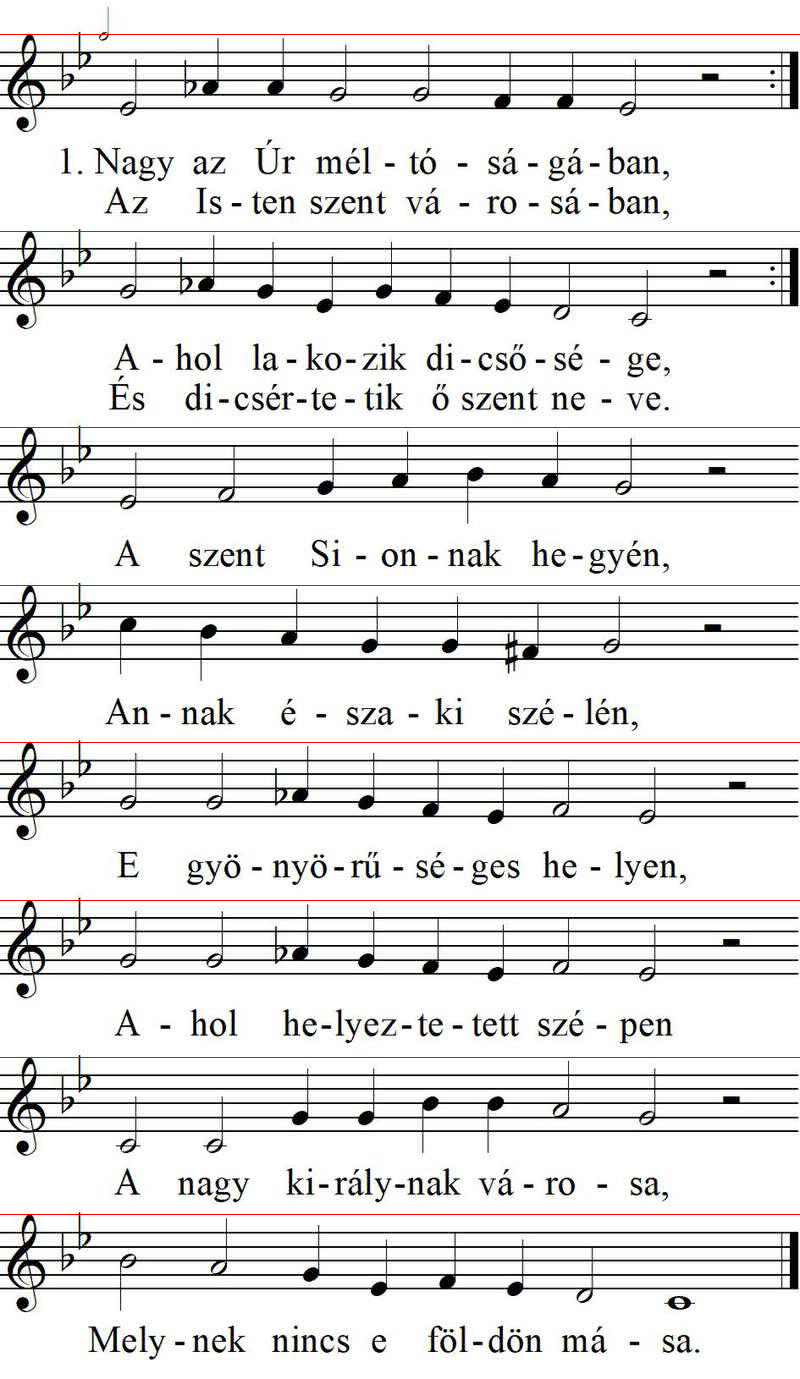 1. Nagy az Úr mél - tó - sá - gá - ban,
Az Is - ten szent vá - ro - sá - ban,
A - hol la - ko - zik di - cső - sé - ge,
És di - csér - te - tik ő szent ne - ve.
A szent Si - on - nak he - gyén,
An - nak é - sza - ki szé - lén,
E gyö - nyö - rű - sé - ges he - lyen,
A - hol he - lyez - te - tett szé - pen
A nagy ki - rály - nak vá - ro - sa,
Mely - nek nincs e föl - dön má - sa.